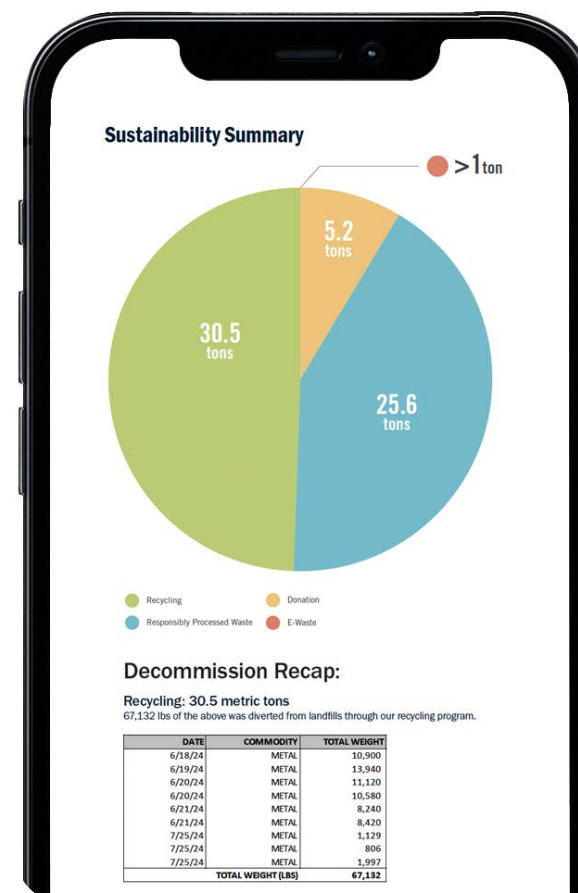 Sustainability Summary
>1 ton
5.2
tons
30.5
tons
25.6
tons
Recycling
Donation
Responsibly Processed Waste
E-Waste
Decommission Recap:
Recycling: 30.5 metric tons
67,132 lbs of the above was diverted from landfills through our recycling program.
DATE COMMODITY TOTAL WEIGHT
6/18/24 METAL 10,900
6/19/24 METAL 13,940
6/20/24 METAL 11,120
6/20/24 METAL 10,580
6/21/24 METAL 8,240
6/21/24 METAL 8,420
7/25/24 METAL 1,129
7/25/24 METAL 806
7/25/24 METAL 1,997
TOTAL WEIGHT (LBS) 67,132